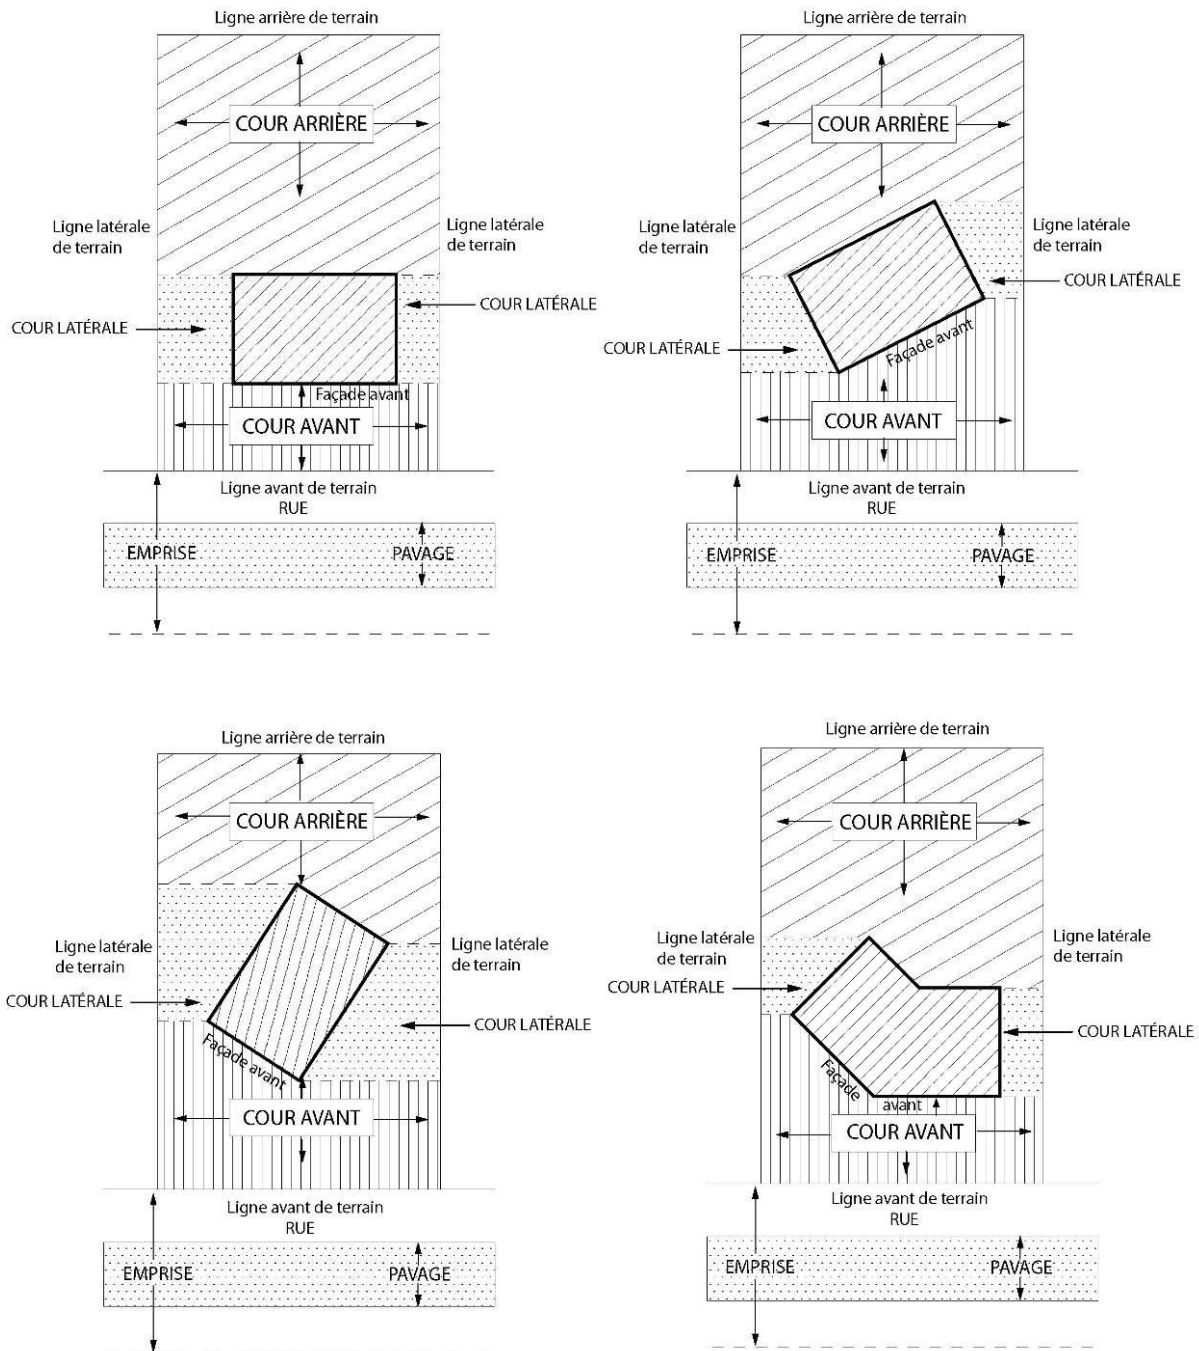 Ligne arrière de terrain
COUR ARRIÈRE
Ligne latérale
de terrain
Ligne latérale
de terrain
COUR LATÉRALE
COUR LATÉRALE
Façade avant
COUR AVANT
Ligne avant de terrain
RUE
EMPRISE
PAVAGE
Ligne arrière de terrain
COUR ARRIÈRE
Ligne latérale
de terrain
Ligne latérale
de terrain
COUR LATÉRALE
COUR LATÉRALE
Façade avant
COUR AVANT
Ligne avant de terrain
RUE
EMPRISE
PAVAGE
Ligne arrière de terrain
COUR ARRIÈRE
Ligne latérale
de terrain
Ligne latérale
de terrain
COUR LATÉRALE
COUR LATÉRALE
Façade avant
COUR AVANT
Ligne avant de terrain
RUE
EMPRISE
PAVAGE
Ligne arrière de terrain
COUR ARRIÈRE
Ligne latérale
de terrain
Ligne latérale
de terrain
COUR LATÉRALE
COUR LATÉRALE
Façade
avant
COUR AVANT
Ligne avant de terrain
RUE
EMPRISE
PAVAGE